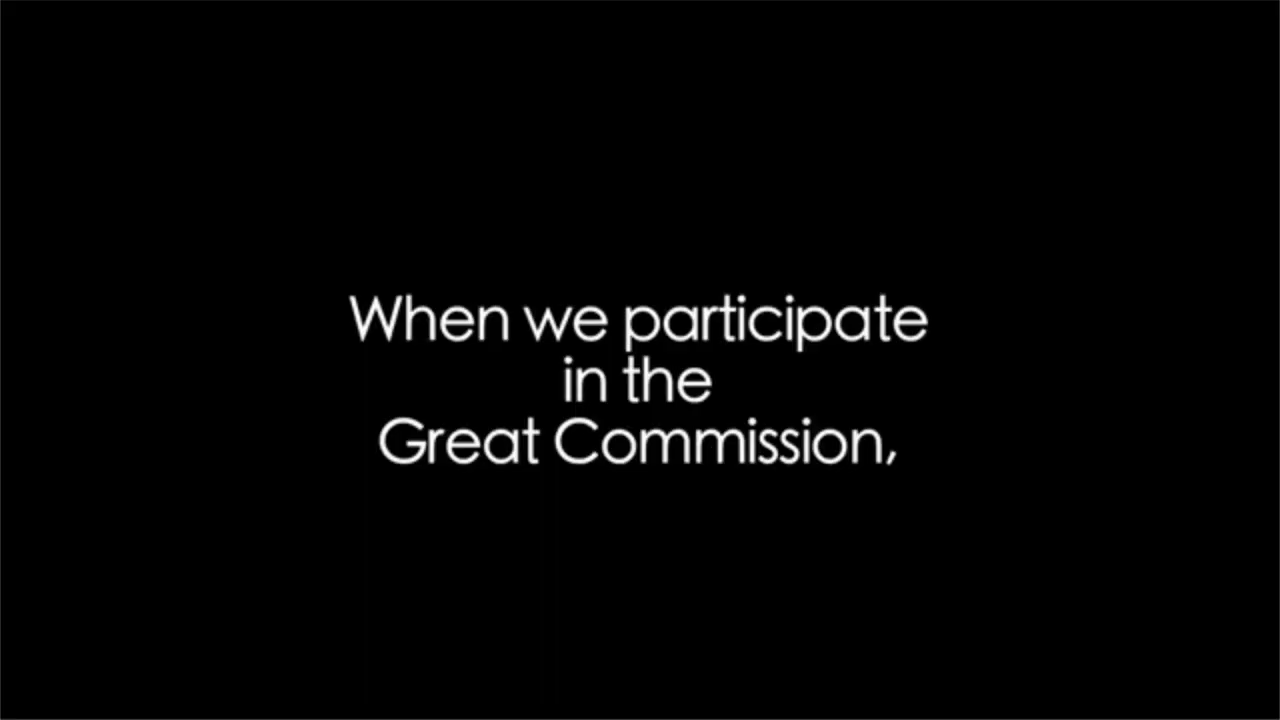 When we participate
in the
Great Commission,